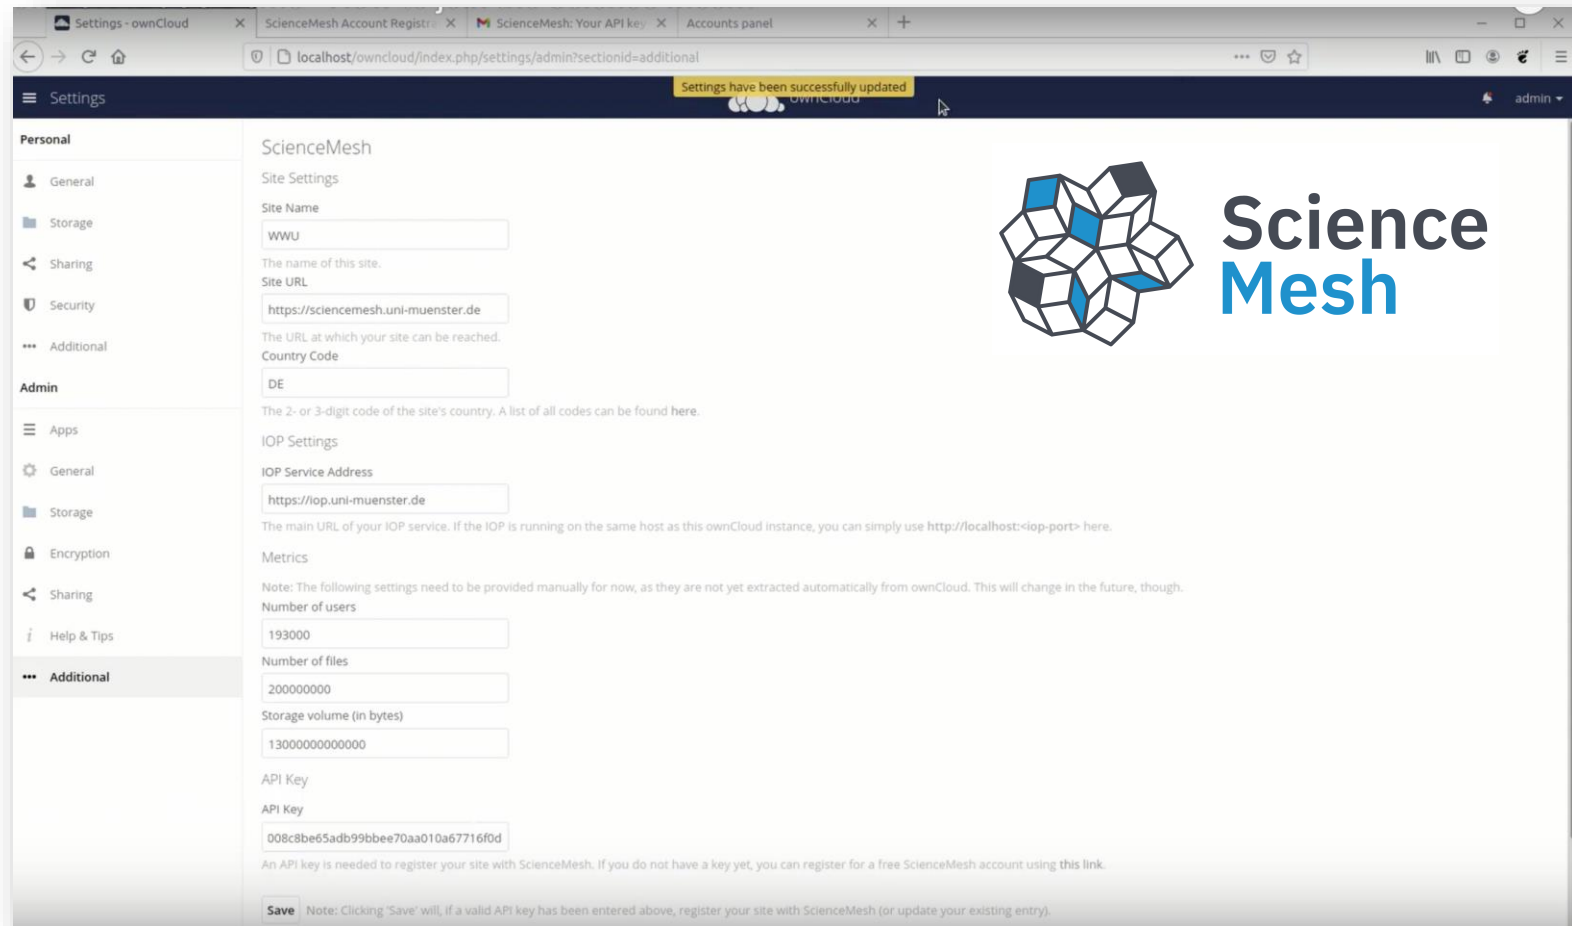 Settings - ownCloud
ScienceMesh Account Registra
ScienceMesh: Your API key
Accounts panel
localhost/owncloud/index.php/settings/admin?sectionid=additional
Settings have been successfully updated
Settings
ownCloud
admin
Personal
General
Storage
Sharing
Security
Additional
Admin
Apps
General
Storage
Encryption
Sharing
Help & Tips
Additional
ScienceMesh
Site Settings
Site Name
WWU
The name of this site.
Site URL
https://sciencemesh.uni-muenster.de
The URL at which your site can be reached.
Country Code
DE
The 2- or 3-digit code of the site's country. A list of all codes can be found here.
IOP Settings
IOP Service Address
https://iop.uni-muenster.de
The main URL of your IOP service. If the IOP is running on the same host as this ownCloud instance, you can simply use http://localhost:<iop-port> here.
Metrics
Note: The following settings need to be provided manually for now, as they are not yet extracted automatically from ownCloud. This will change in the future, though.
Number of users
193000
Number of files
200000000
Storage volume (in bytes)
13000000000000
API Key
API Key
008c8be65adb99bbee70aa010a67716f0d
An API key is needed to register your site with ScienceMesh. If you do not have a key yet, you can register for a free ScienceMesh account using this link.
Save Note: Clicking 'Save' will, if a valid API key has been entered above, register your site with ScienceMesh (or update your existing entry).
Science
Mesh